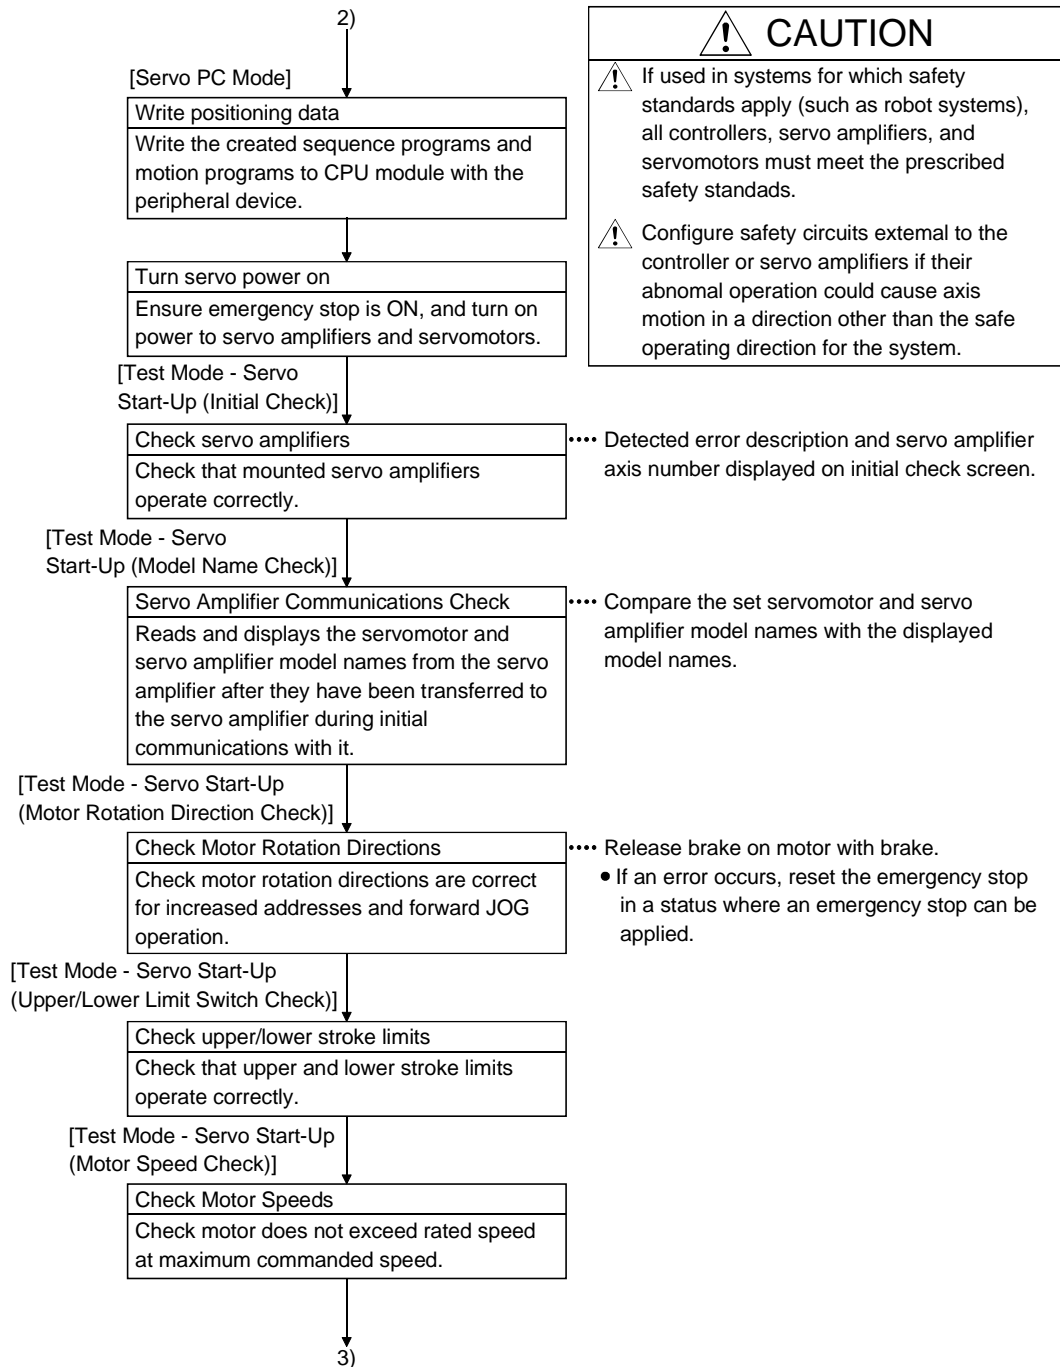 2)
CAUTION
If used in systems for which safety
standards apply (such as robot systems),
all controllers, servo amplifiers, and
servomotors must meet the prescribed
safety standads.
Configure safety circuits extemal to the
controller or servo amplifiers if their
abnomal operation could cause axis
motion in a direction other than the safe
operating direction for the system.
[Servo PC Mode]
Write positioning data
Write the created sequence programs and
motion programs to CPU module with the
peripheral device.
Turn servo power on
Ensure emergency stop is ON, and turn on
power to servo amplifiers and servomotors.
[Test Mode - Servo
Start-Up (Initial Check)]
Check servo amplifiers
Check that mounted servo amplifiers
operate correctly.
Detected error description and servo amplifier
axis number displayed on initial check screen.
[Test Mode - Servo
Start-Up (Model Name Check)]
Servo Amplifier Communications Check
Reads and displays the servomotor and
servo amplifier model names from the servo
amplifier after they have been transferred to
the servo amplifier during initial
communications with it.
Compare the set servomotor and servo
amplifier model names with the displayed
model names.
[Test Mode - Servo Start-Up
(Motor Rotation Direction Check)]
Check Motor Rotation Directions
Check motor rotation directions are correct
for increased addresses and forward JOG
operation.
Release brake on motor with brake.
● If an error occurs, reset the emergency stop
in a status where an emergency stop can be
applied.
[Test Mode - Servo Start-Up
(Upper/Lower Limit Switch Check)]
Check upper/lower stroke limits
Check that upper and lower stroke limits
operate correctly.
[Test Mode - Servo Start-Up
(Motor Speed Check)]
Check Motor Speeds
Check motor does not exceed rated speed
at maximum commanded speed.
3)